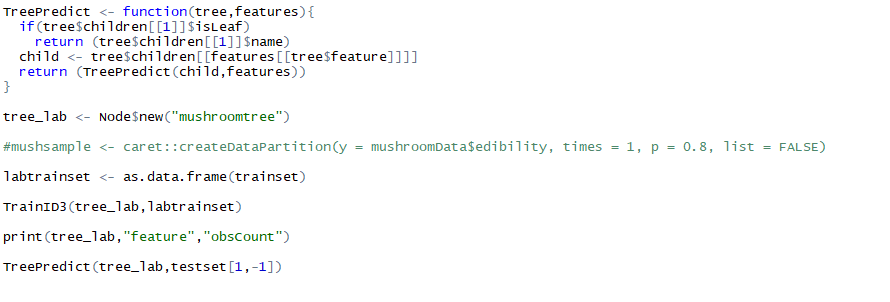 TreePredict <- function(tree,features){
  if(tree$children[[1]]$isLeaf)
    return (tree$children[[1]]$name)
  child <- tree$children[[features[[tree$feature]]]]
  return (TreePredict(child,features))
}
tree_lab <- Node$new("mushroomtree")
#mushsample <- caret::createDataPartition(y = mushroomData$edibility, times = 1, p = 0.8, list = FALSE)
labtrainset <- as.data.frame(trainset)
TrainID3(tree_lab,labtrainset)
print(tree_lab,"feature","obsCount")
TreePredict(tree_lab,testset[1,-1])